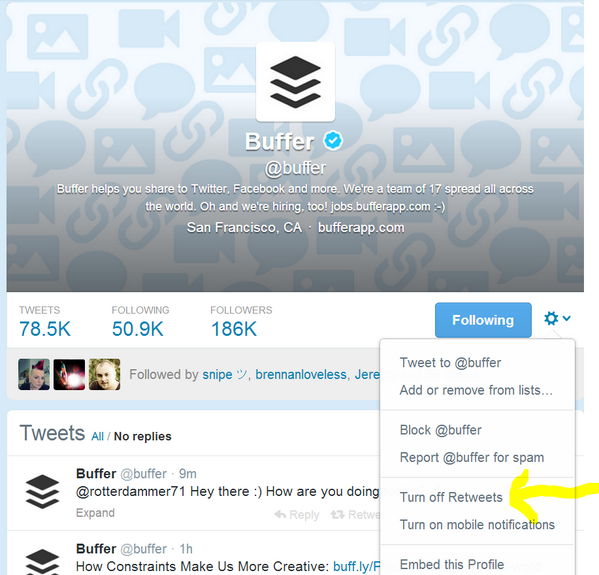 Buffer
@buffer
Buffer helps you share to Twitter, Facebook and more. We're a team of 17 spread all across
the world. Oh and we're hiring, too! jobs.bufferapp.com :-)
San Francisco, CA · bufferapp.com
TWEETS FOLLOWING FOLLOWERS
78.5K 50.9K 186K
Following
Followed by snipe ツ, brennanloveless, Jere
Tweet to @buffer
Add or remove from lists…
Block @buffer
Report @buffer for spam
Turn off Retweets
Turn on mobile notifications
Embed this Profile
Tweets All / No replies
Buffer @buffer · 9m
@rotterdammer71 Hey there :) How are you doing
Expand Reply Retwe
Buffer @buffer · 1h
How Constraints Make Us More Creative: buff.ly/P